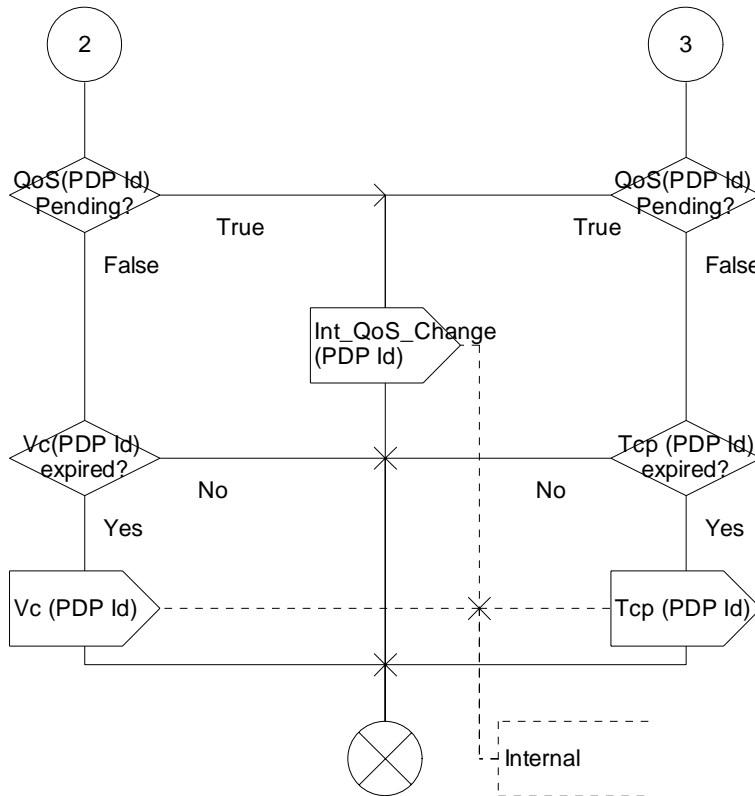 2
3
QoS(PDP Id)
Pending?
QoS(PDP Id)
Pending?
True
True
False
False
Int_QoS_Change
(PDP Id)
Vc(PDP Id)
expired?
Tcp (PDP Id)
expired?
No
No
Yes
Yes
Vc (PDP Id)
Tcp (PDP Id)
Internal